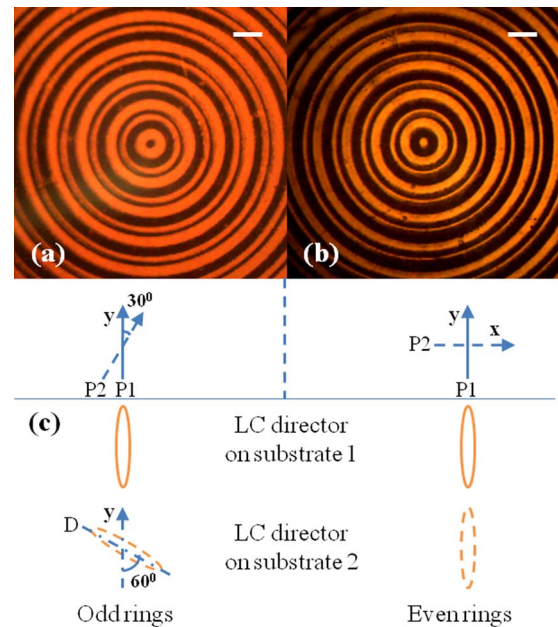 (a)
(b)
30⁰
y
P2 P1
y
x
P2
P1
(c)
LC director
on substrate 1
y
D
60⁰
LC director
on substrate 2
Odd rings
Even rings